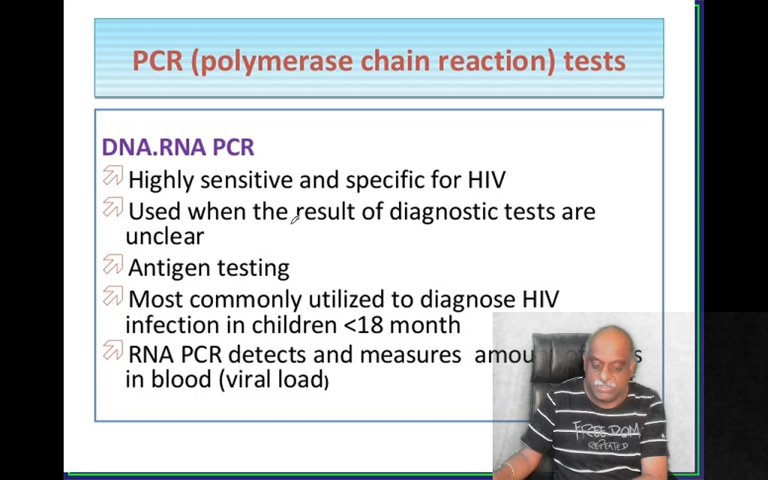 PCR (polymerase chain reaction) tests
DNA.RNA PCR
Highly sensitive and specific for HIV
Used when the result of diagnostic tests are
unclear
Antigen testing
Most commonly utilized to diagnose HIV
infection in children <18 month
RNA PCR detects and measures
in blood (viral load)
FREEDOM
REPEATED